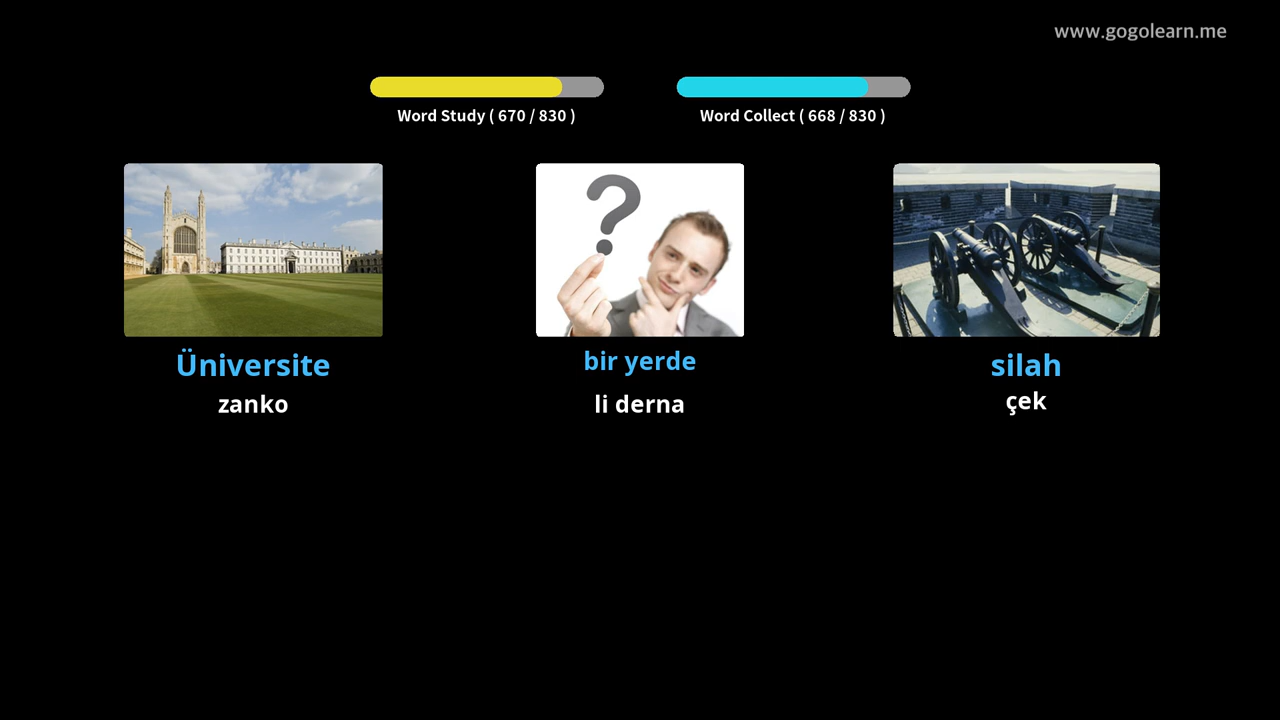 www.gogolearn.me
Word Study ( 670 / 830 )
Word Collect ( 668 / 830 )
Üniversite
zanko
bir yerde
li derna
silah
çek